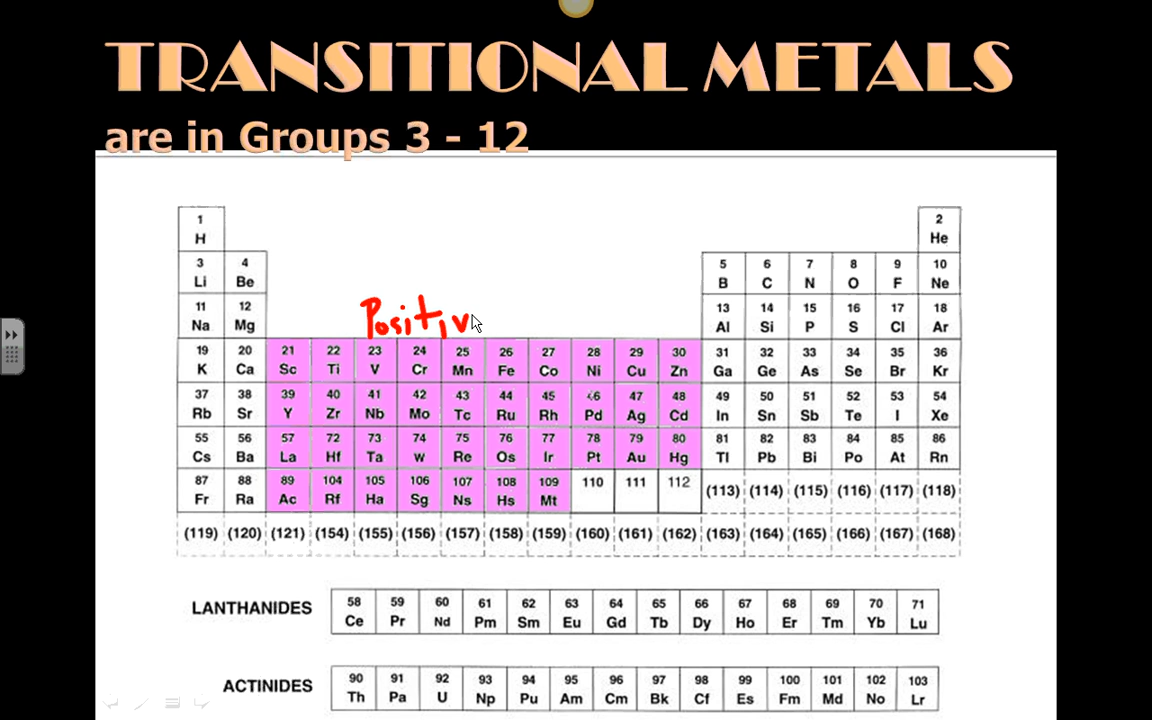 TRANSITIONAL METALS
are in Groups 3 - 12
1 2
H He
3 4 5 6 7 8 9 10
Li Be B C N O F Ne
11 12 13 14 15 16 17 18
Na Mg Al Si P S Cl Ar
Positiv
19 20 21 22 23 24 25 26 27 28 29 30 31 32 33 34 35 36
K Ca Sc Ti V Cr Mn Fe Co Ni Cu Zn Ga Ge As Se Br Kr
37 38 39 40 41 42 43 44 45 46 47 48 49 50 51 52 53 54
Rb Sr Y Zr Nb Mo Tc Ru Rh Pd Ag Cd In Sn Sb Te I Xe
55 56 57 72 73 74 75 76 77 78 79 80 81 82 83 84 85 86
Cs Ba La Hf Ta w Re Os Ir Pt Au Hg Tl Pb Bi Po At Rn
87 88 89 104 105 106 107 108 109 110 111 112 (113) (114) (115) (116) (117) (118)
Fr Ra Ac Rf Ha Sg Ns Hs Mt
(119) (120) (121) (154) (155) (156) (157) (158) (159) (160) (161) (162) (163) (164) (165) (166) (167) (168)
LANTHANIDES
58 59 60 61 62 63 64 65 66 67 68 69 70 71
Ce Pr Nd Pm Sm Eu Gd Tb Dy Ho Er Tm Yb Lu
ACTINIDES
90 91 92 93 94 95 96 97 98 99 100 101 102 103
Th Pa U Np Pu Am Cm Bk Cf Es Fm Md No Lr